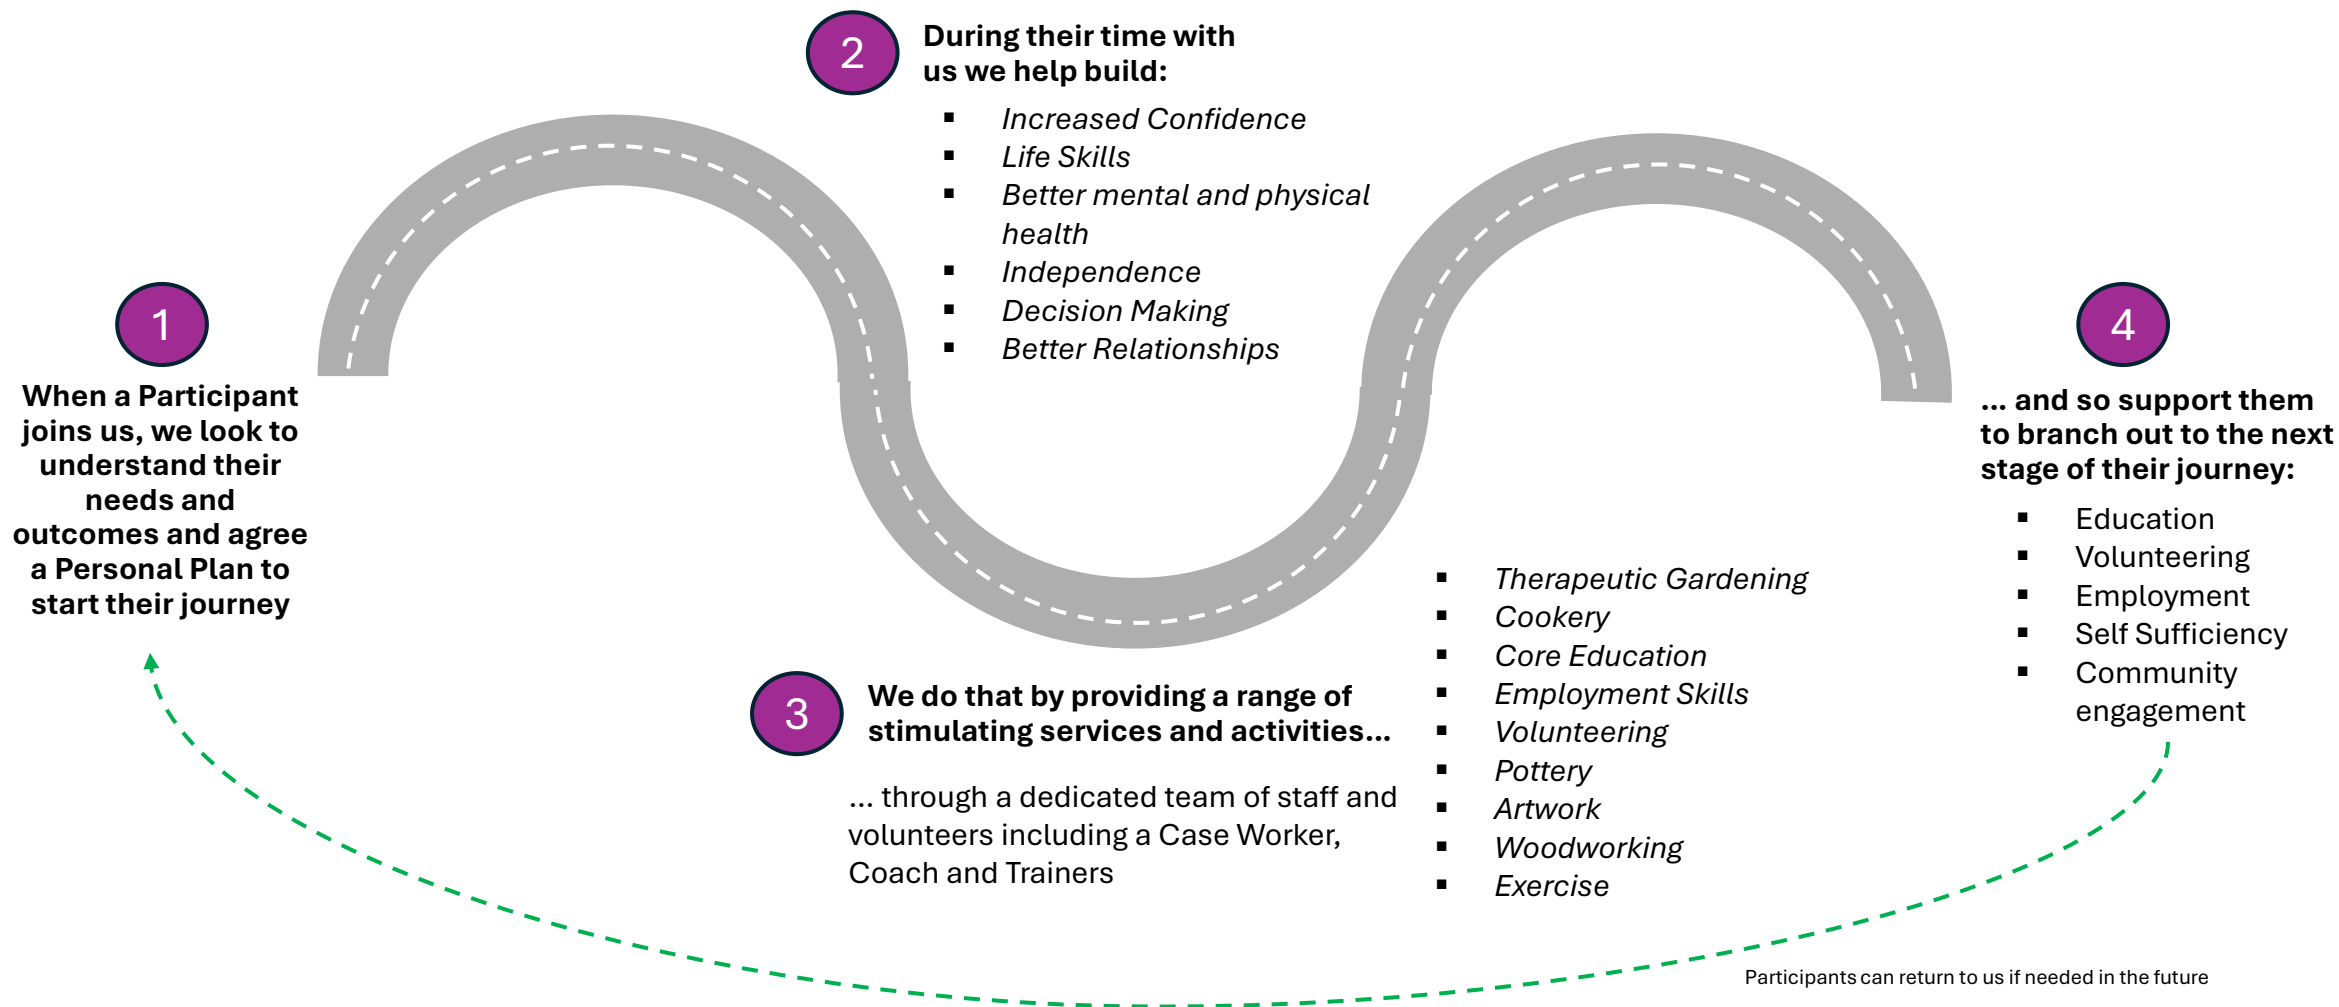 1
When a Participant
joins us, we look to
understand their
needs and
outcomes and agree
a Personal Plan to
start their journey
2
During their time with
us we help build:
▪ Increased Confidence
▪ Life Skills
▪ Better mental and physical
health
▪ Independence
▪ Decision Making
▪ Better Relationships
3
We do that by providing a range of
stimulating services and activities...
... through a dedicated team of staff and
volunteers including a Case Worker,
Coach and Trainers
▪ Therapeutic Gardening
▪ Cookery
▪ Core Education
▪ Employment Skills
▪ Volunteering
▪ Pottery
▪ Artwork
▪ Woodworking
▪ Exercise
4
... and so support them
to branch out to the next
stage of their journey:
▪ Education
▪ Volunteering
▪ Employment
▪ Self Sufficiency
▪ Community
engagement
Participants can return to us if needed in the future